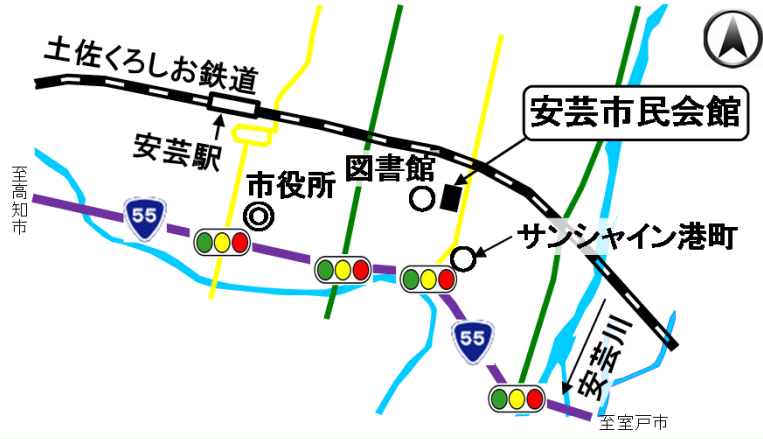 土佐くろしお鉄道
安芸市民会館
安芸駅
図書館
至高知市
市役所
55
サンシャイン港町
55
安芸川
至室戸市